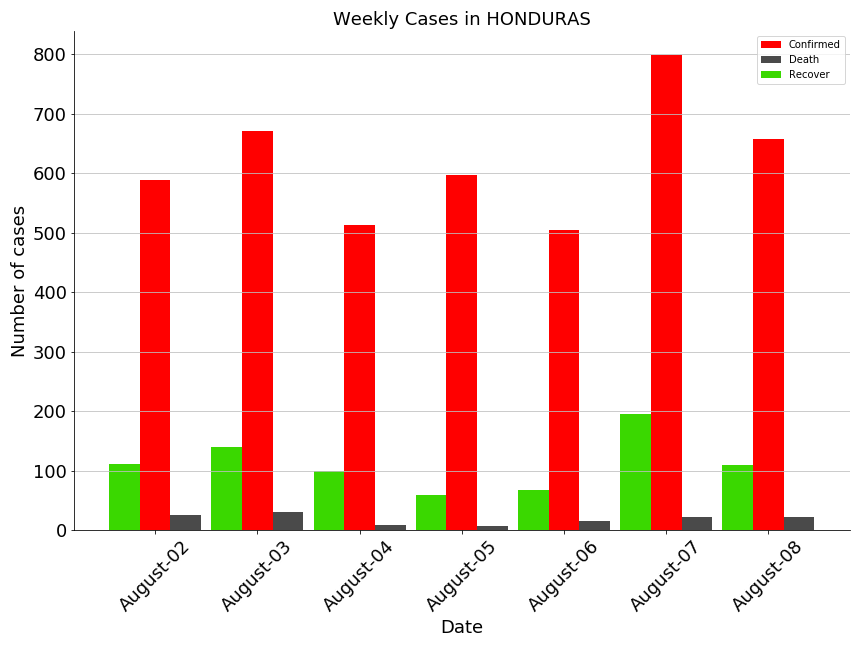 Weekly Cases in HONDURAS
Confirmed
Death
Recover
Number of cases
800
700
600
500
400
300
200
100
0
August-02
August-03
August-04
August-05
August-06
August-07
August-08
Date